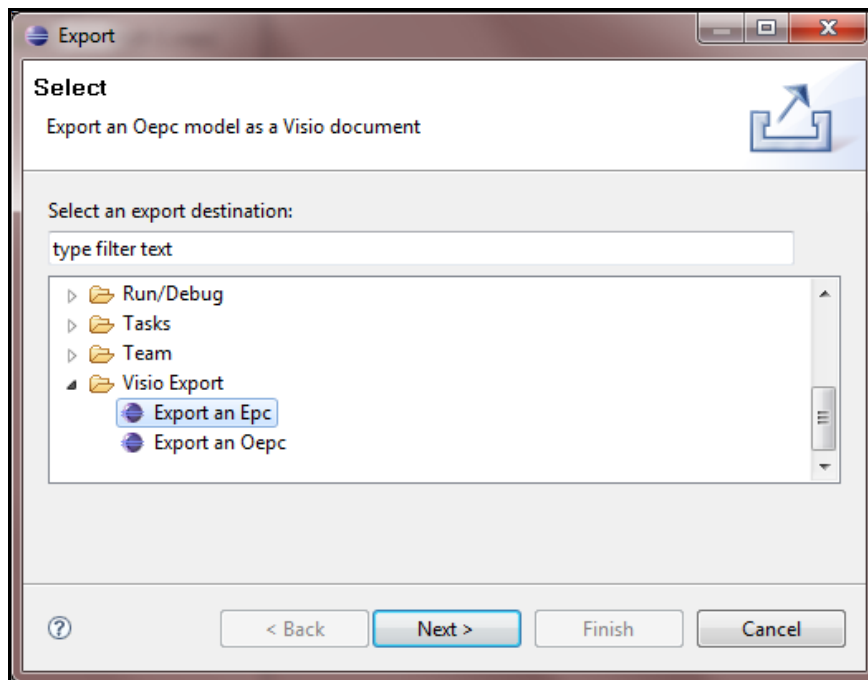 Export
Select
Export an Oepc model as a Visio document
Select an export destination:
type filter text
Run/Debug
Tasks
Team
Visio Export
Export an Epc
Export an Oepc
< Back
Next >
Finish
Cancel